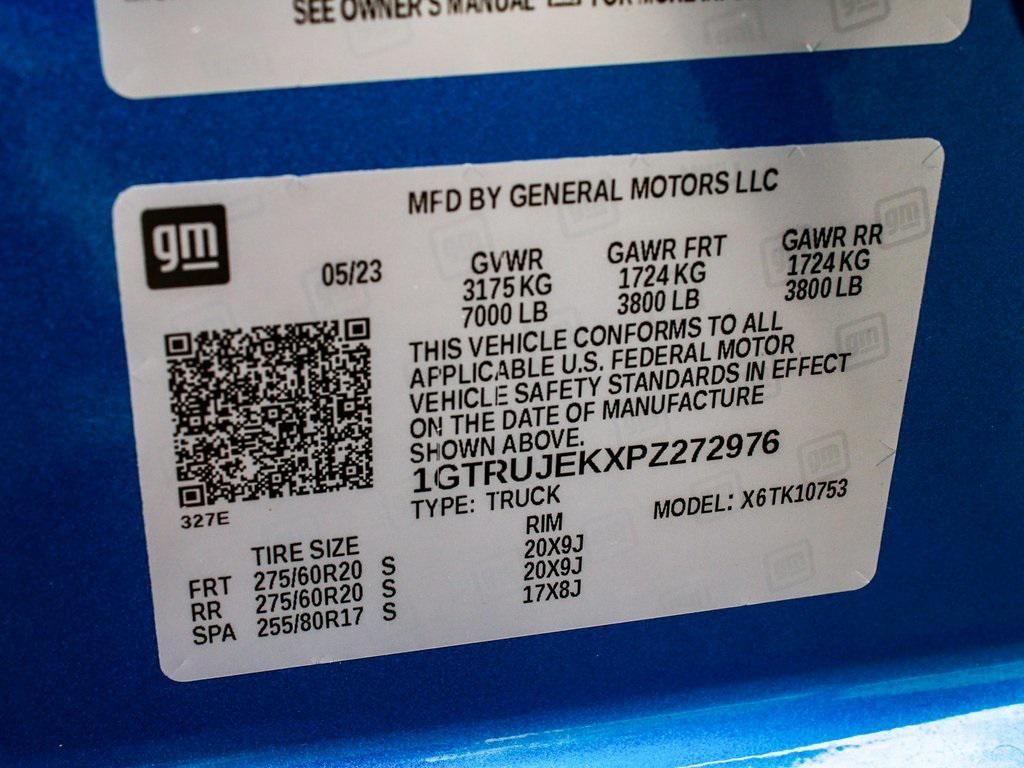 SEE OWNER'S MANUAL
MFD BY GENERAL MOTORS LLC
gm
05/23
GVWR
3175 KG
7000 LB
GAWR FRT
1724 KG
3800 LB
GAWR RR
1724 KG
3800 LB
THIS VEHICLE CONFORMS TO ALL
APPLICABLE U.S. FEDERAL MOTOR
VEHICLE SAFETY STANDARDS IN EFFECT
ON THE DATE OF MANUFACTURE
SHOWN ABOVE.
1GTRUJEKXPZ272976
TYPE: TRUCK
MODEL: X6TK10753
327E
TIRE SIZE RIM
FRT 275/60R20 S 20X9J
RR 275/60R20 S 20X9J
SPA 255/80R17 S 17X8J